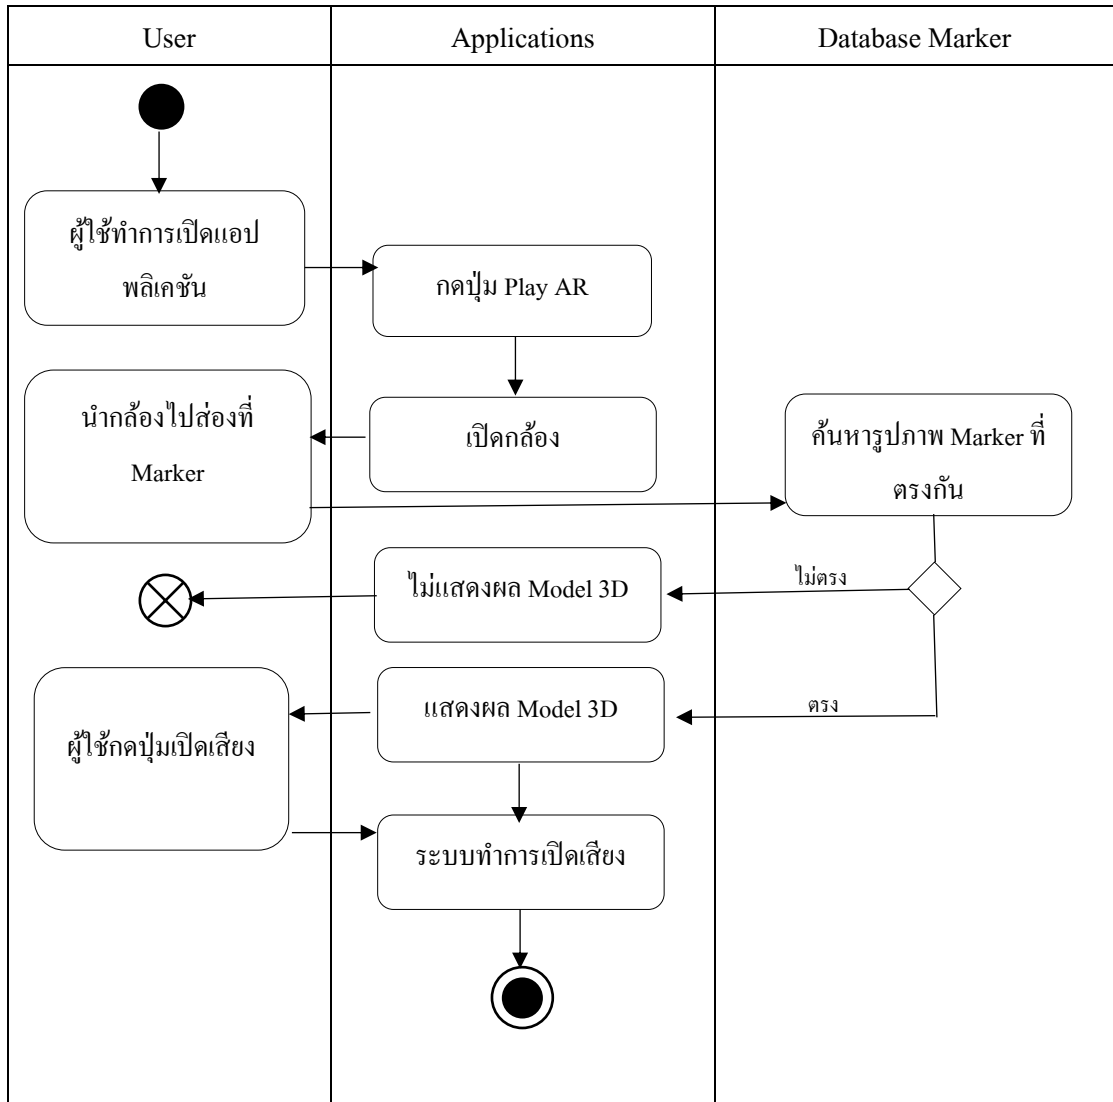 User
Applications
Database Marker
ผู้ใช้ทำการเปิดแอป
พลิเคชัน
กดปุ่ม Play AR
นำกล้องไปส่องที่
Marker
เปิดกล้อง
ค้นหารูปภาพ Marker ที่
ตรงกัน
ไม่แสดงผล Model 3D
ไม่ตรง
แสดงผล Model 3D
ตรง
ผู้ใช้กดปุ่มเปิดเสียง
ระบบทำการเปิดเสียง